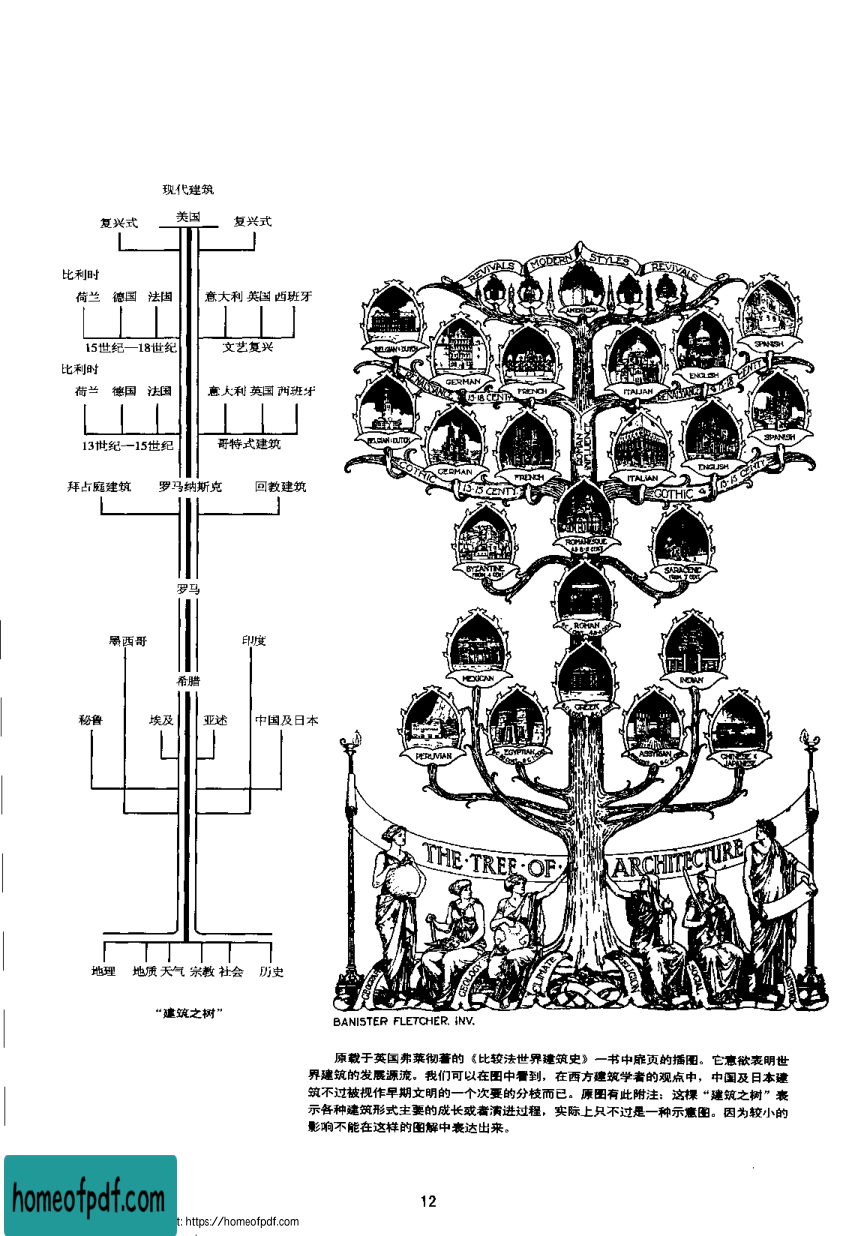 现代建筑
复兴式 美国 复兴式
比利时
荷兰 德国 法国 意大利 英国 西班牙
15世纪—18世纪 文艺复兴
比利时
荷兰 德国 法国 意大利 英国 西班牙
13世纪—15世纪 哥特式建筑
拜占庭建筑 罗马纳斯克 回教建筑
罗马
墨西哥 印度
希腊
秘鲁 埃及 亚述 中国及日本
地理 地质 天气 宗教 社会 历史
“建筑之树”
REVIVALS MODERN STYLES REVIVALS
AMERICAN
BELGIAN & DUTCH GERMAN FRENCH ITALIAN ENGLISH SPANISH
RENAISSANCE 15-18 CENTY RENAISSANCE 15-18
ROMAN INFLUENCE
BELGIAN & DUTCH GERMAN FRENCH ITALIAN ENGLISH SPANISH
GOTHIC 13-15 CENTY GOTHIC 13-15 CENTY
BYZANTINE ROMANESQUE SARACENIC
ROMAN
MEXICAN GREEK INDIAN
PERUVIAN EGYPTIAN ASSYRIAN CHINESE & JAPANESE
THE·TREE·OF· ARCHITECTURE
GEOLOGY CLIMATE RELIGION SOCIAL
BANISTER FLETCHER. INV.
原载于英国弗莱彻著的《比较法世界建筑史》一书中扉页的插图。它意欲表明世
界建筑的发展源流。我们可以在图中看到，在西方建筑学者的观点中，中国及日本建
筑不过被视作早期文明的一个次要的分枝而已。原图有此附注：这棵“建筑之树”表
示各种建筑形式主要的成长或者演进过程，实际上只不过是一种示意图。因为较小的
影响不能在这样的图解中表达出来。
12
homeofpdf.com
t: https://homeofpdf.com